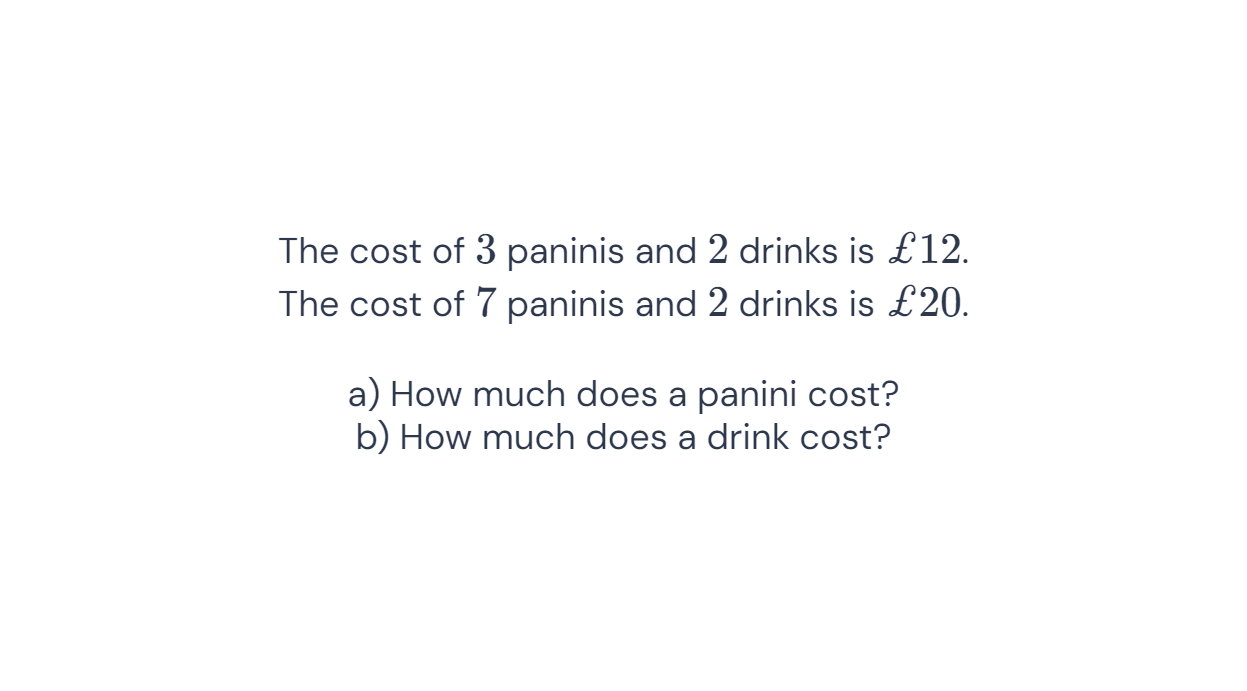 The cost of 3 paninis and 2 drinks is £12.
The cost of 7 paninis and 2 drinks is £20.
a) How much does a panini cost?
b) How much does a drink cost?